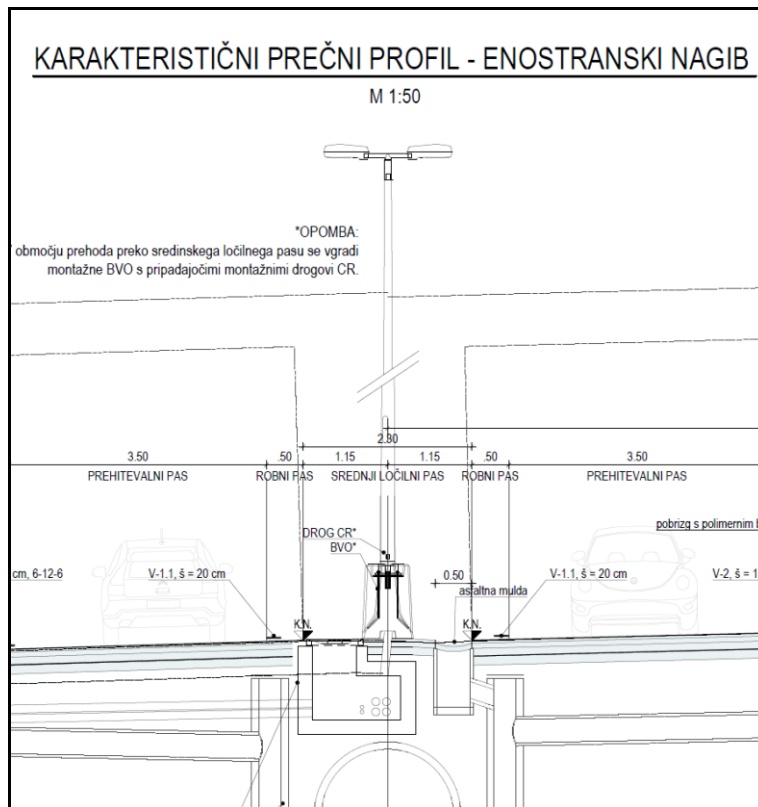 KARAKTERISTIČNI PREČNI PROFIL - ENOSTRANSKI NAGIB
M 1:50
*OPOMBA:
območju prehoda preko sredinskega ločilnega pasu se vgradi
montažne BVO s pripadajočimi montažnimi drogovi CR.
2.30
3.50 .50 1.15 1.15 .50 3.50
PREHITEVALNI PAS ROBNI PAS SREDNJI LOČILNI PAS ROBNI PAS PREHITEVALNI PAS
pobrizg s polimernim
DROG CR*
BVO*
cm, 6-12-6 V-1.1, š = 20 cm 0.50 V-1.1, š = 20 cm V-2, š = 1
asfaltna mulda
K.N. K.N.